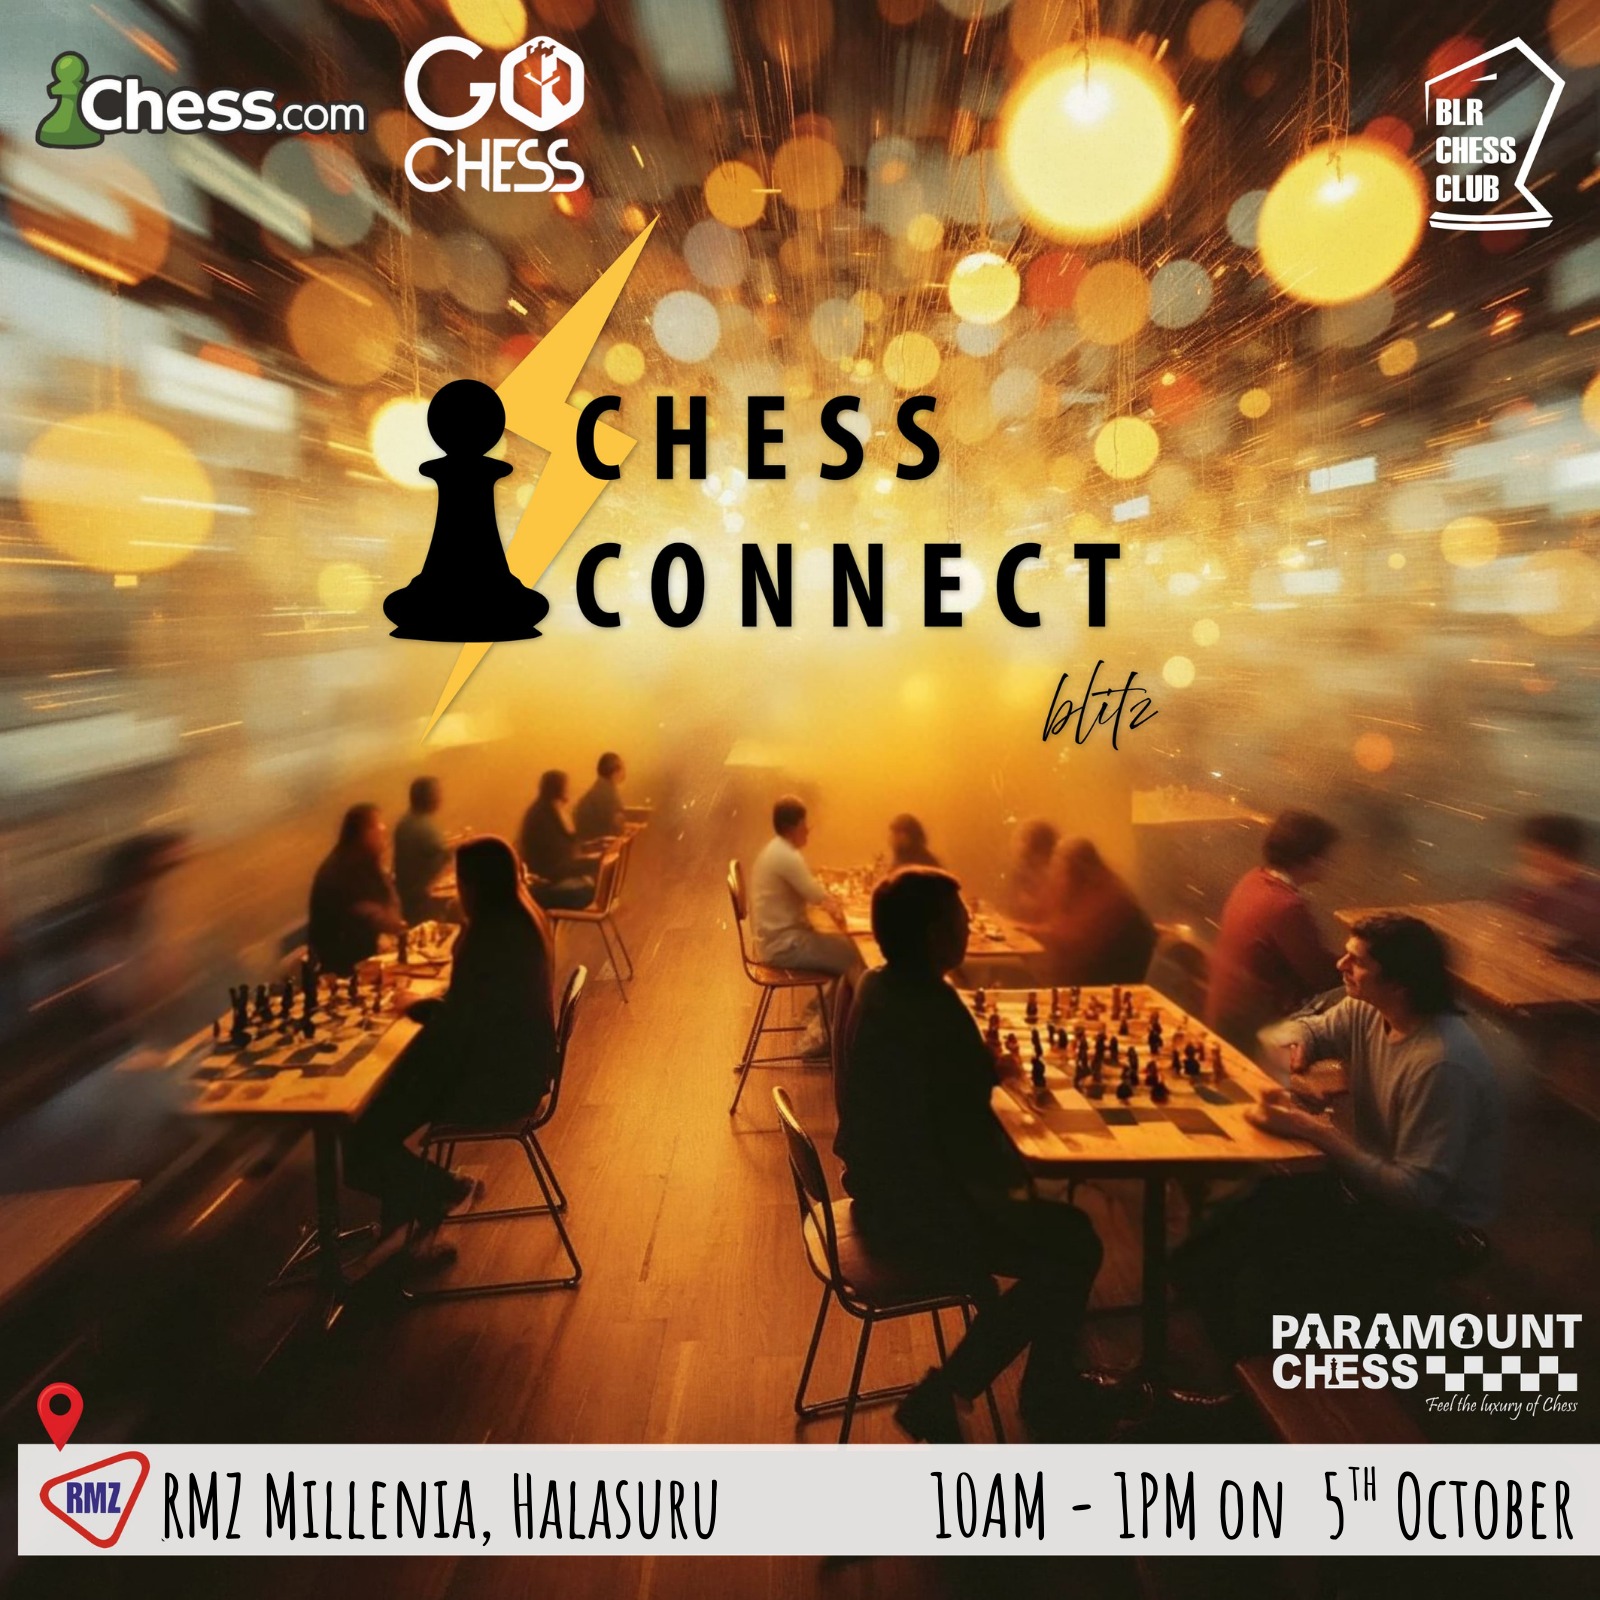 Chess.com
GO
CHESS
BLR
CHESS
CLUB
CHESS
CONNECT
blitz
PARAMOUNT
CHESS
Feel the luxury of Chess
RMZ
RMZ Millenia, Halasuru
10AM - 1PM on 5TH October